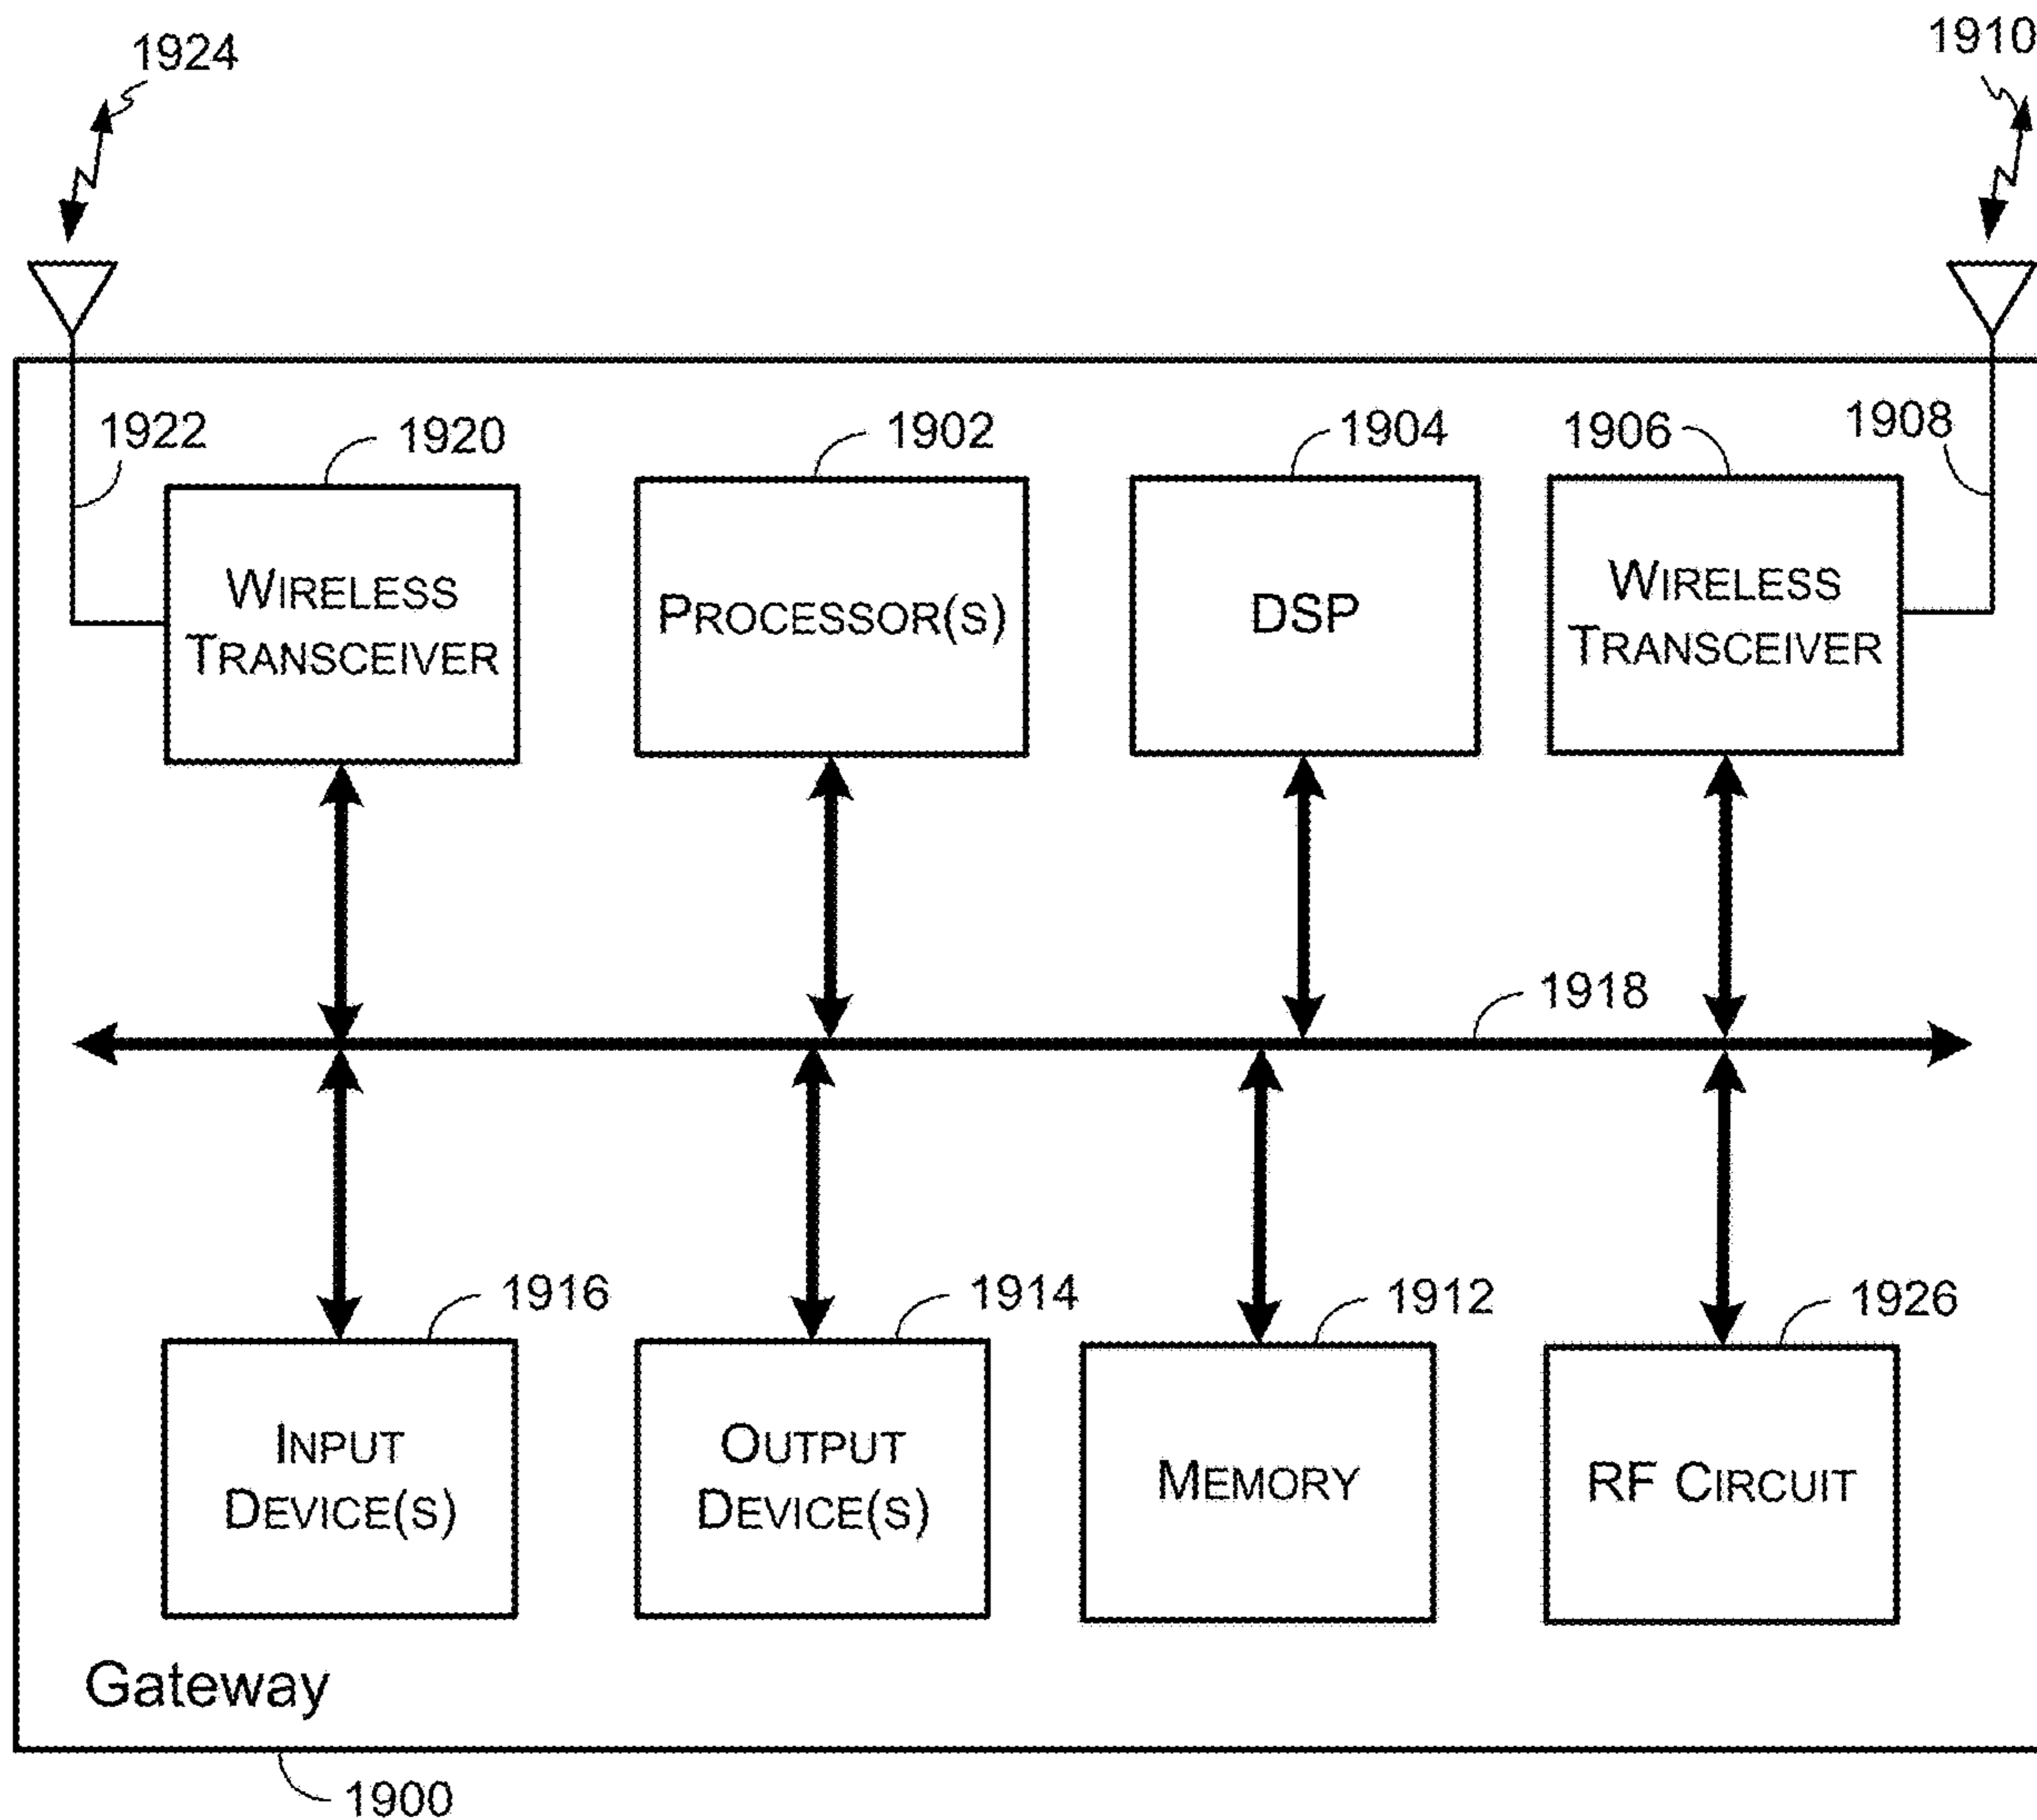 1924
1910
1922
1920
1902
1904
1906
1908
WIRELESS
TRANSCEIVER
PROCESSOR(S)
DSP
WIRELESS
TRANSCEIVER
1918
1916
1914
1912
1926
INPUT
DEVICE(S)
OUTPUT
DEVICE(S)
MEMORY
RF CIRCUIT
Gateway
1900